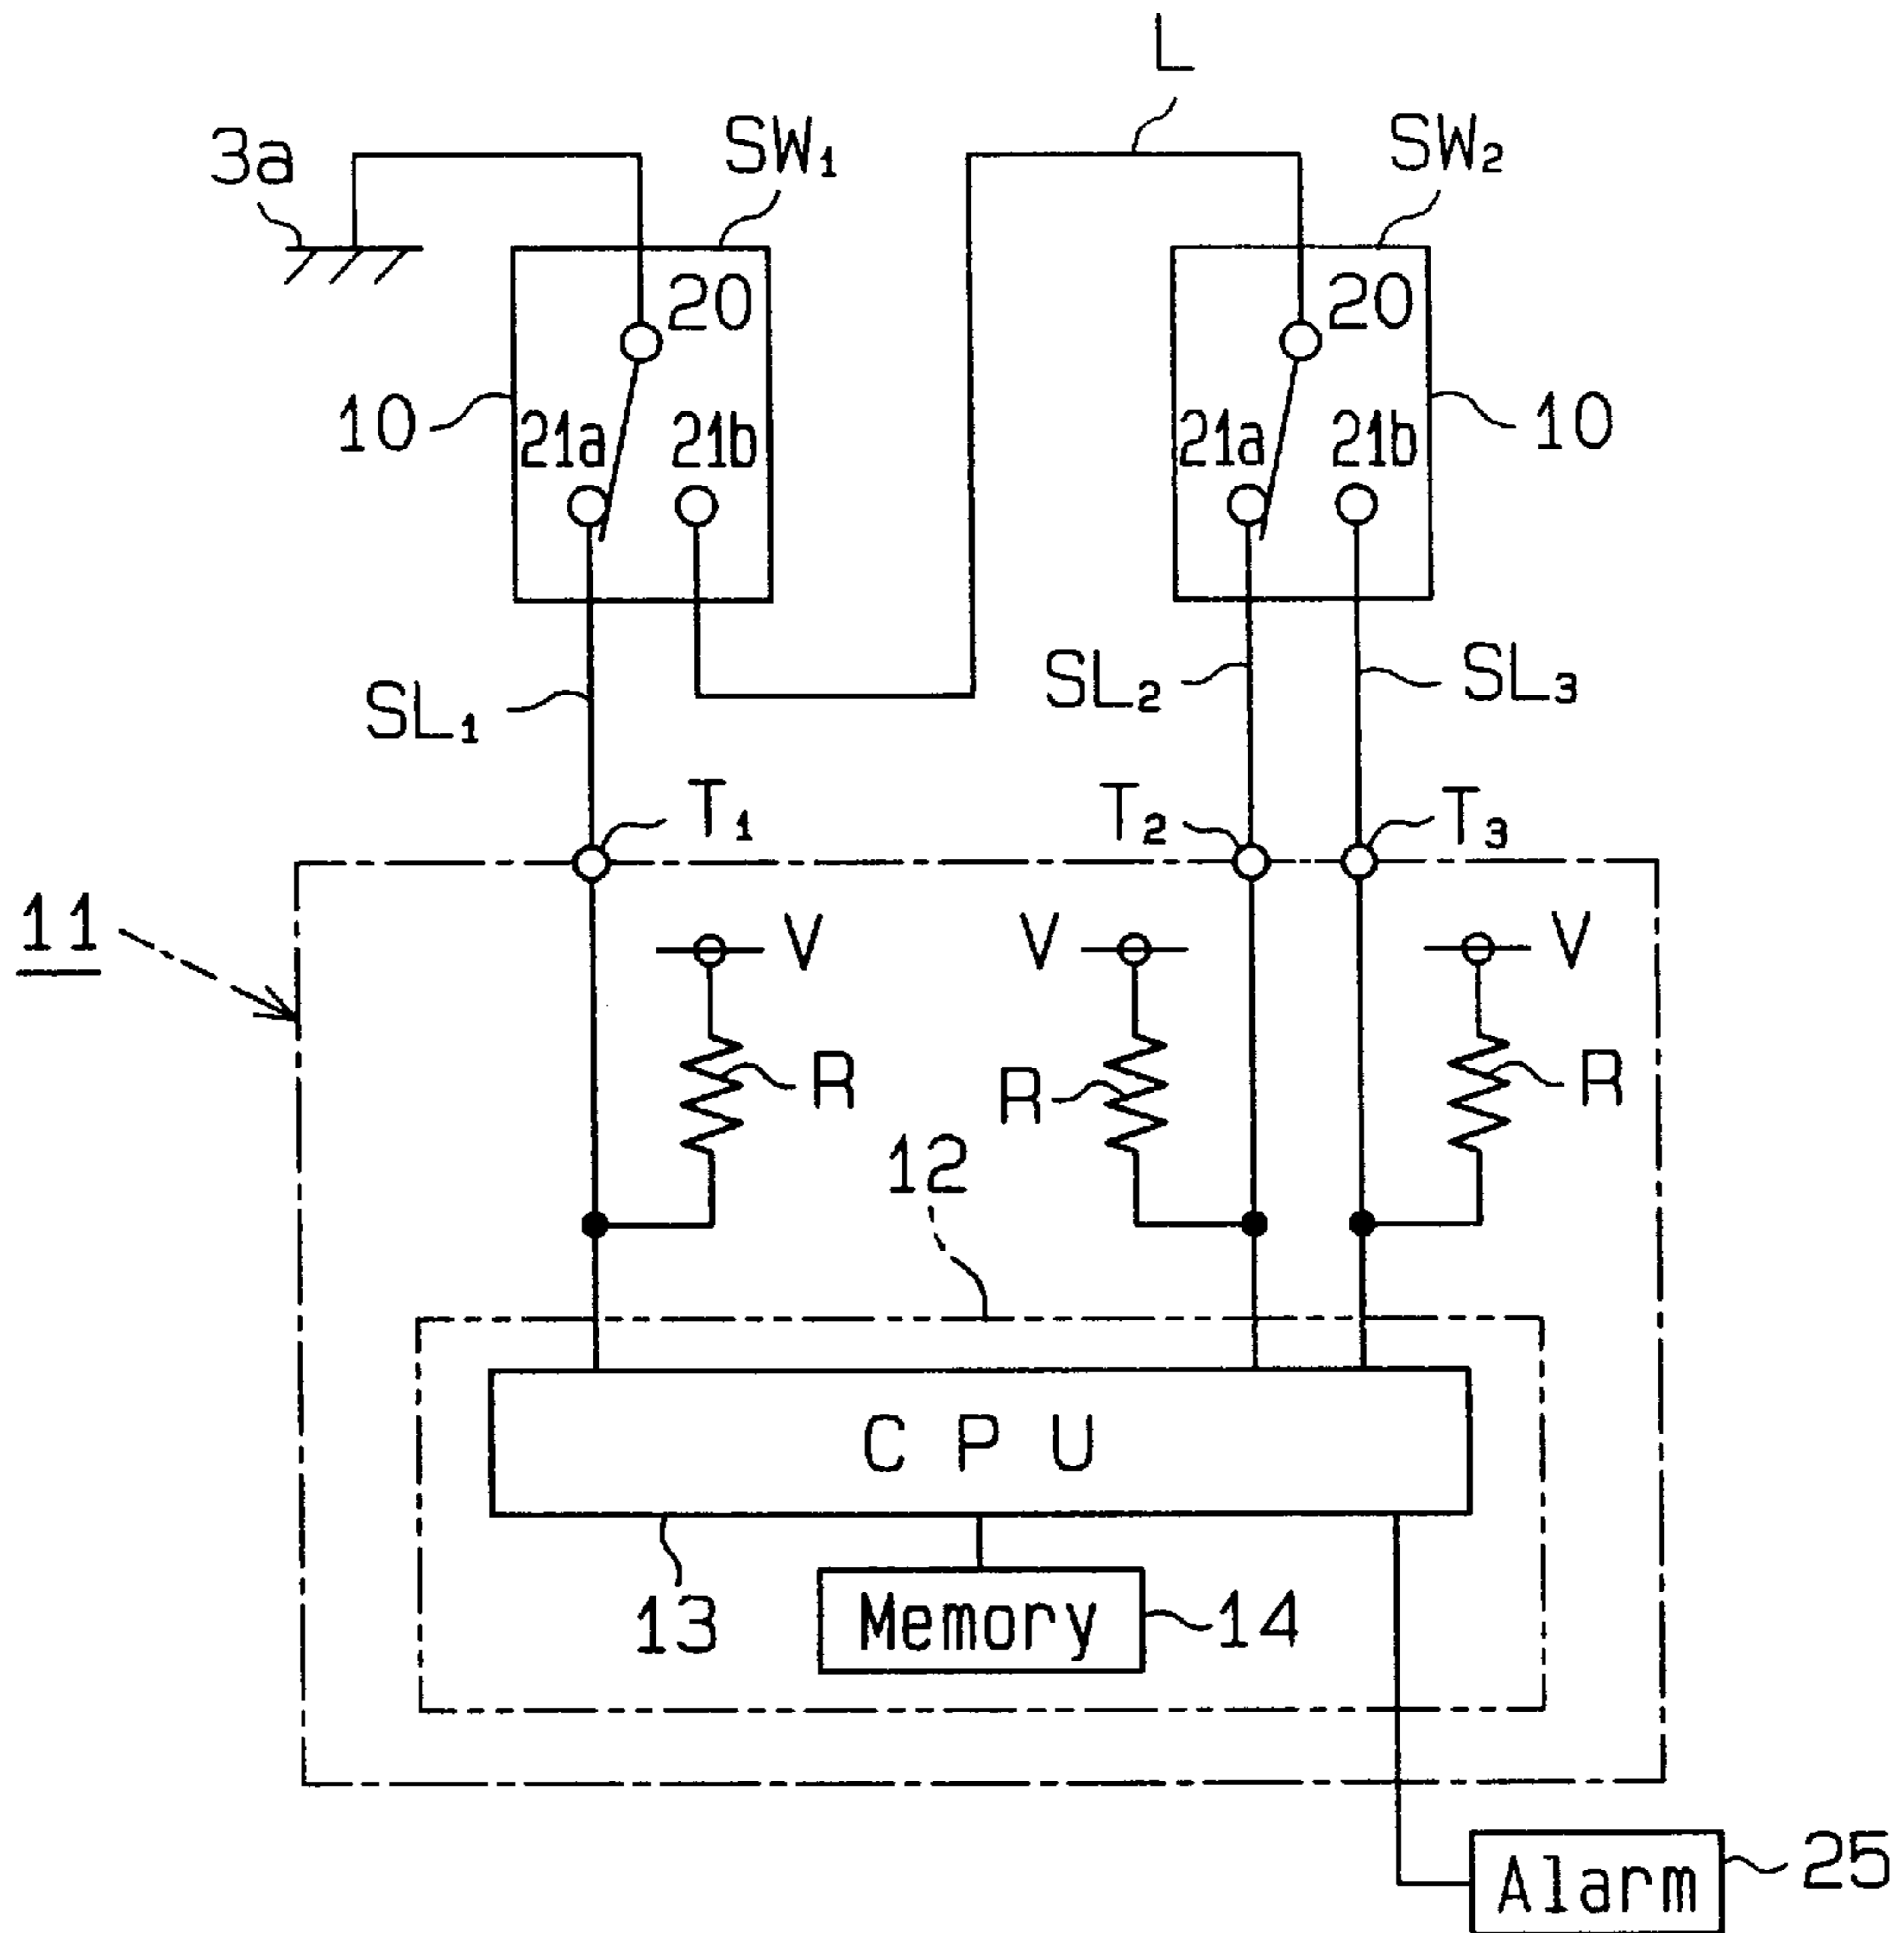 L
3a
SW₁
SW₂
20
20
10
21a
21b
21a
21b
10
SL₁
SL₂
SL₃
T₁
T₂
T₃
11
V
V
V
R
R
R
12
CPU
13
Memory
14
Alarm
25